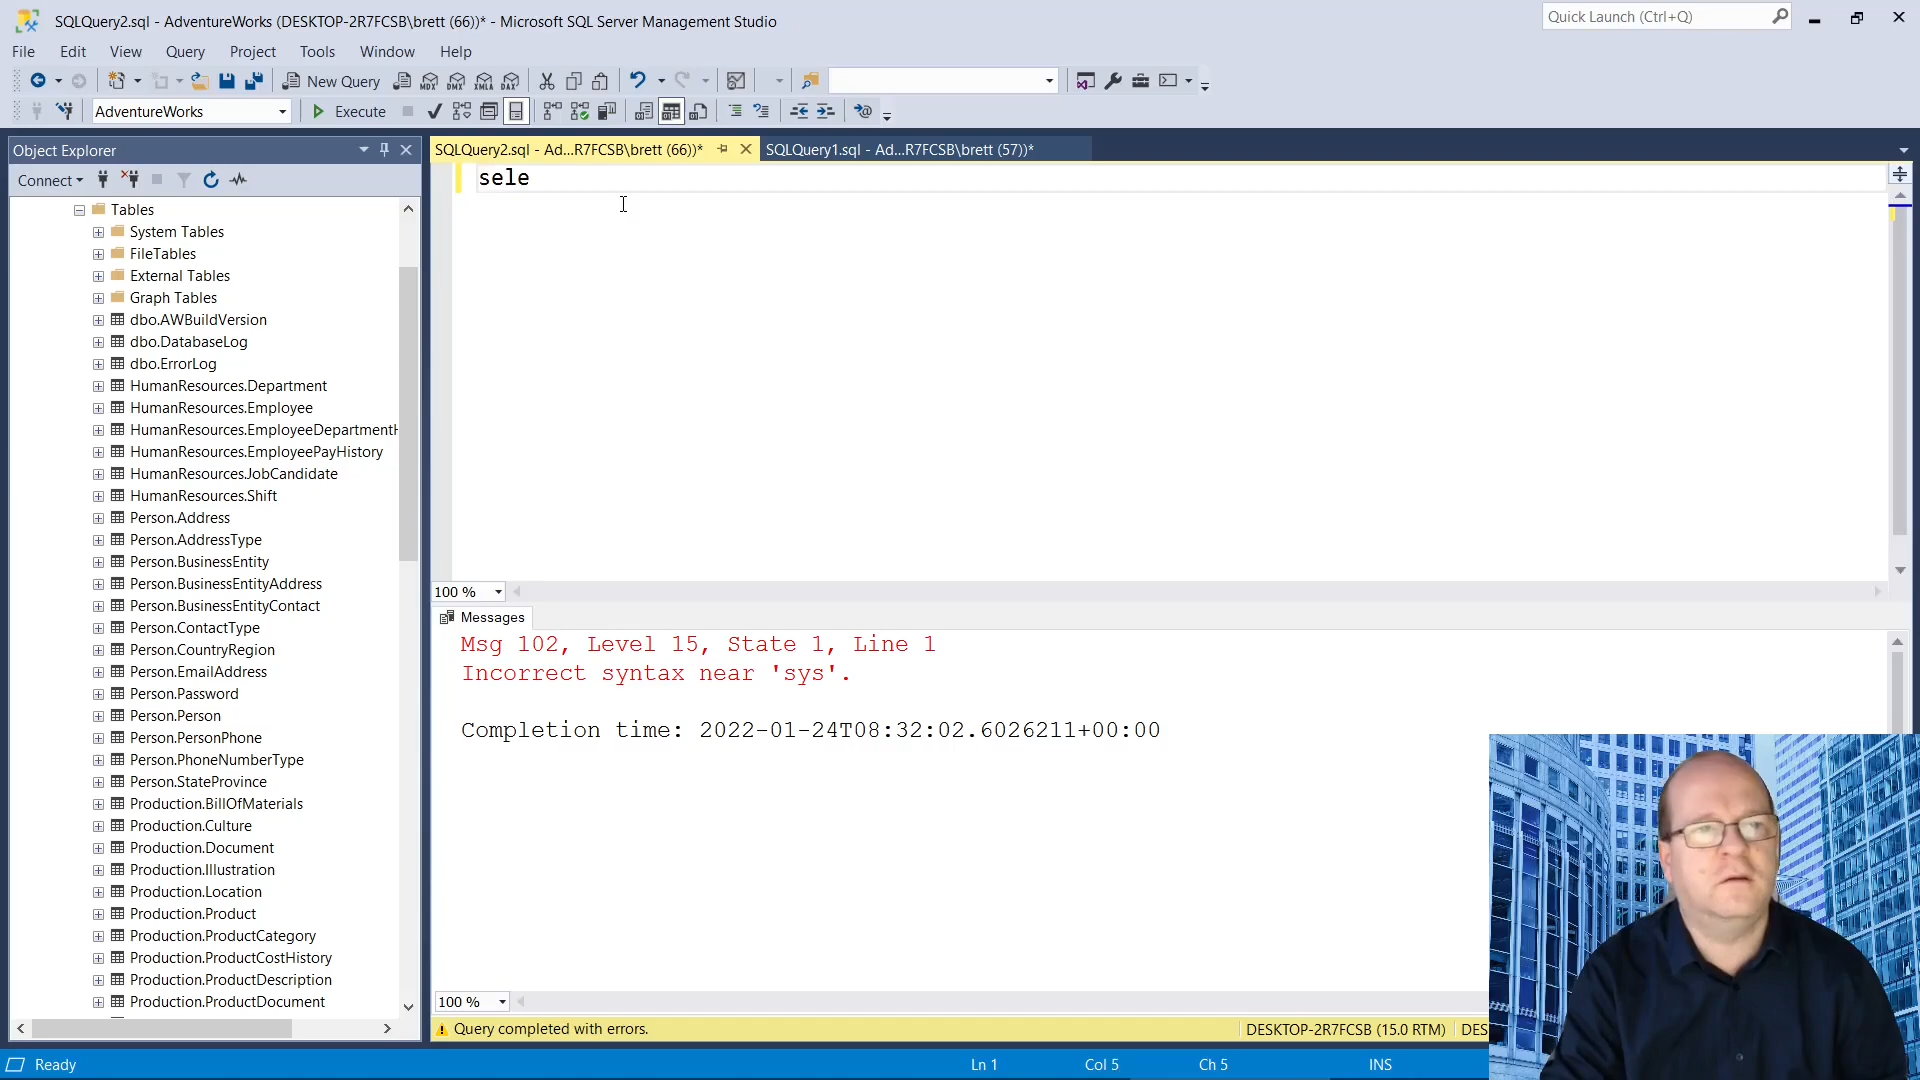 SQLQuery2.sql - AdventureWorks (DESKTOP-2R7FCSB\brett (66))* - Microsoft SQL Server Management Studio
Quick Launch (Ctrl+Q)
File Edit View Query Project Tools Window Help
New Query
MDX DMX XMLA DAX
AdventureWorks
Execute
Object Explorer
SQLQuery2.sql - Ad...R7FCSB\brett (66))*
SQLQuery1.sql - Ad...R7FCSB\brett (57))*
Connect
sele
Tables
System Tables
FileTables
External Tables
Graph Tables
dbo.AWBuildVersion
dbo.DatabaseLog
dbo.ErrorLog
HumanResources.Department
HumanResources.Employee
HumanResources.EmployeeDepartmentH
HumanResources.EmployeePayHistory
HumanResources.JobCandidate
HumanResources.Shift
Person.Address
Person.AddressType
Person.BusinessEntity
Person.BusinessEntityAddress
Person.BusinessEntityContact
Person.ContactType
Person.CountryRegion
Person.EmailAddress
Person.Password
Person.Person
Person.PersonPhone
Person.PhoneNumberType
Person.StateProvince
Production.BillOfMaterials
Production.Culture
Production.Document
Production.Illustration
Production.Location
Production.Product
Production.ProductCategory
Production.ProductCostHistory
Production.ProductDescription
Production.ProductDocument
100 %
Messages
Msg 102, Level 15, State 1, Line 1
Incorrect syntax near 'sys'.
Completion time: 2022-01-24T08:32:02.6026211+00:00
100 %
Query completed with errors.
DESKTOP-2R7FCSB (15.0 RTM)
DES
Ready
Ln 1
Col 5
Ch 5
INS